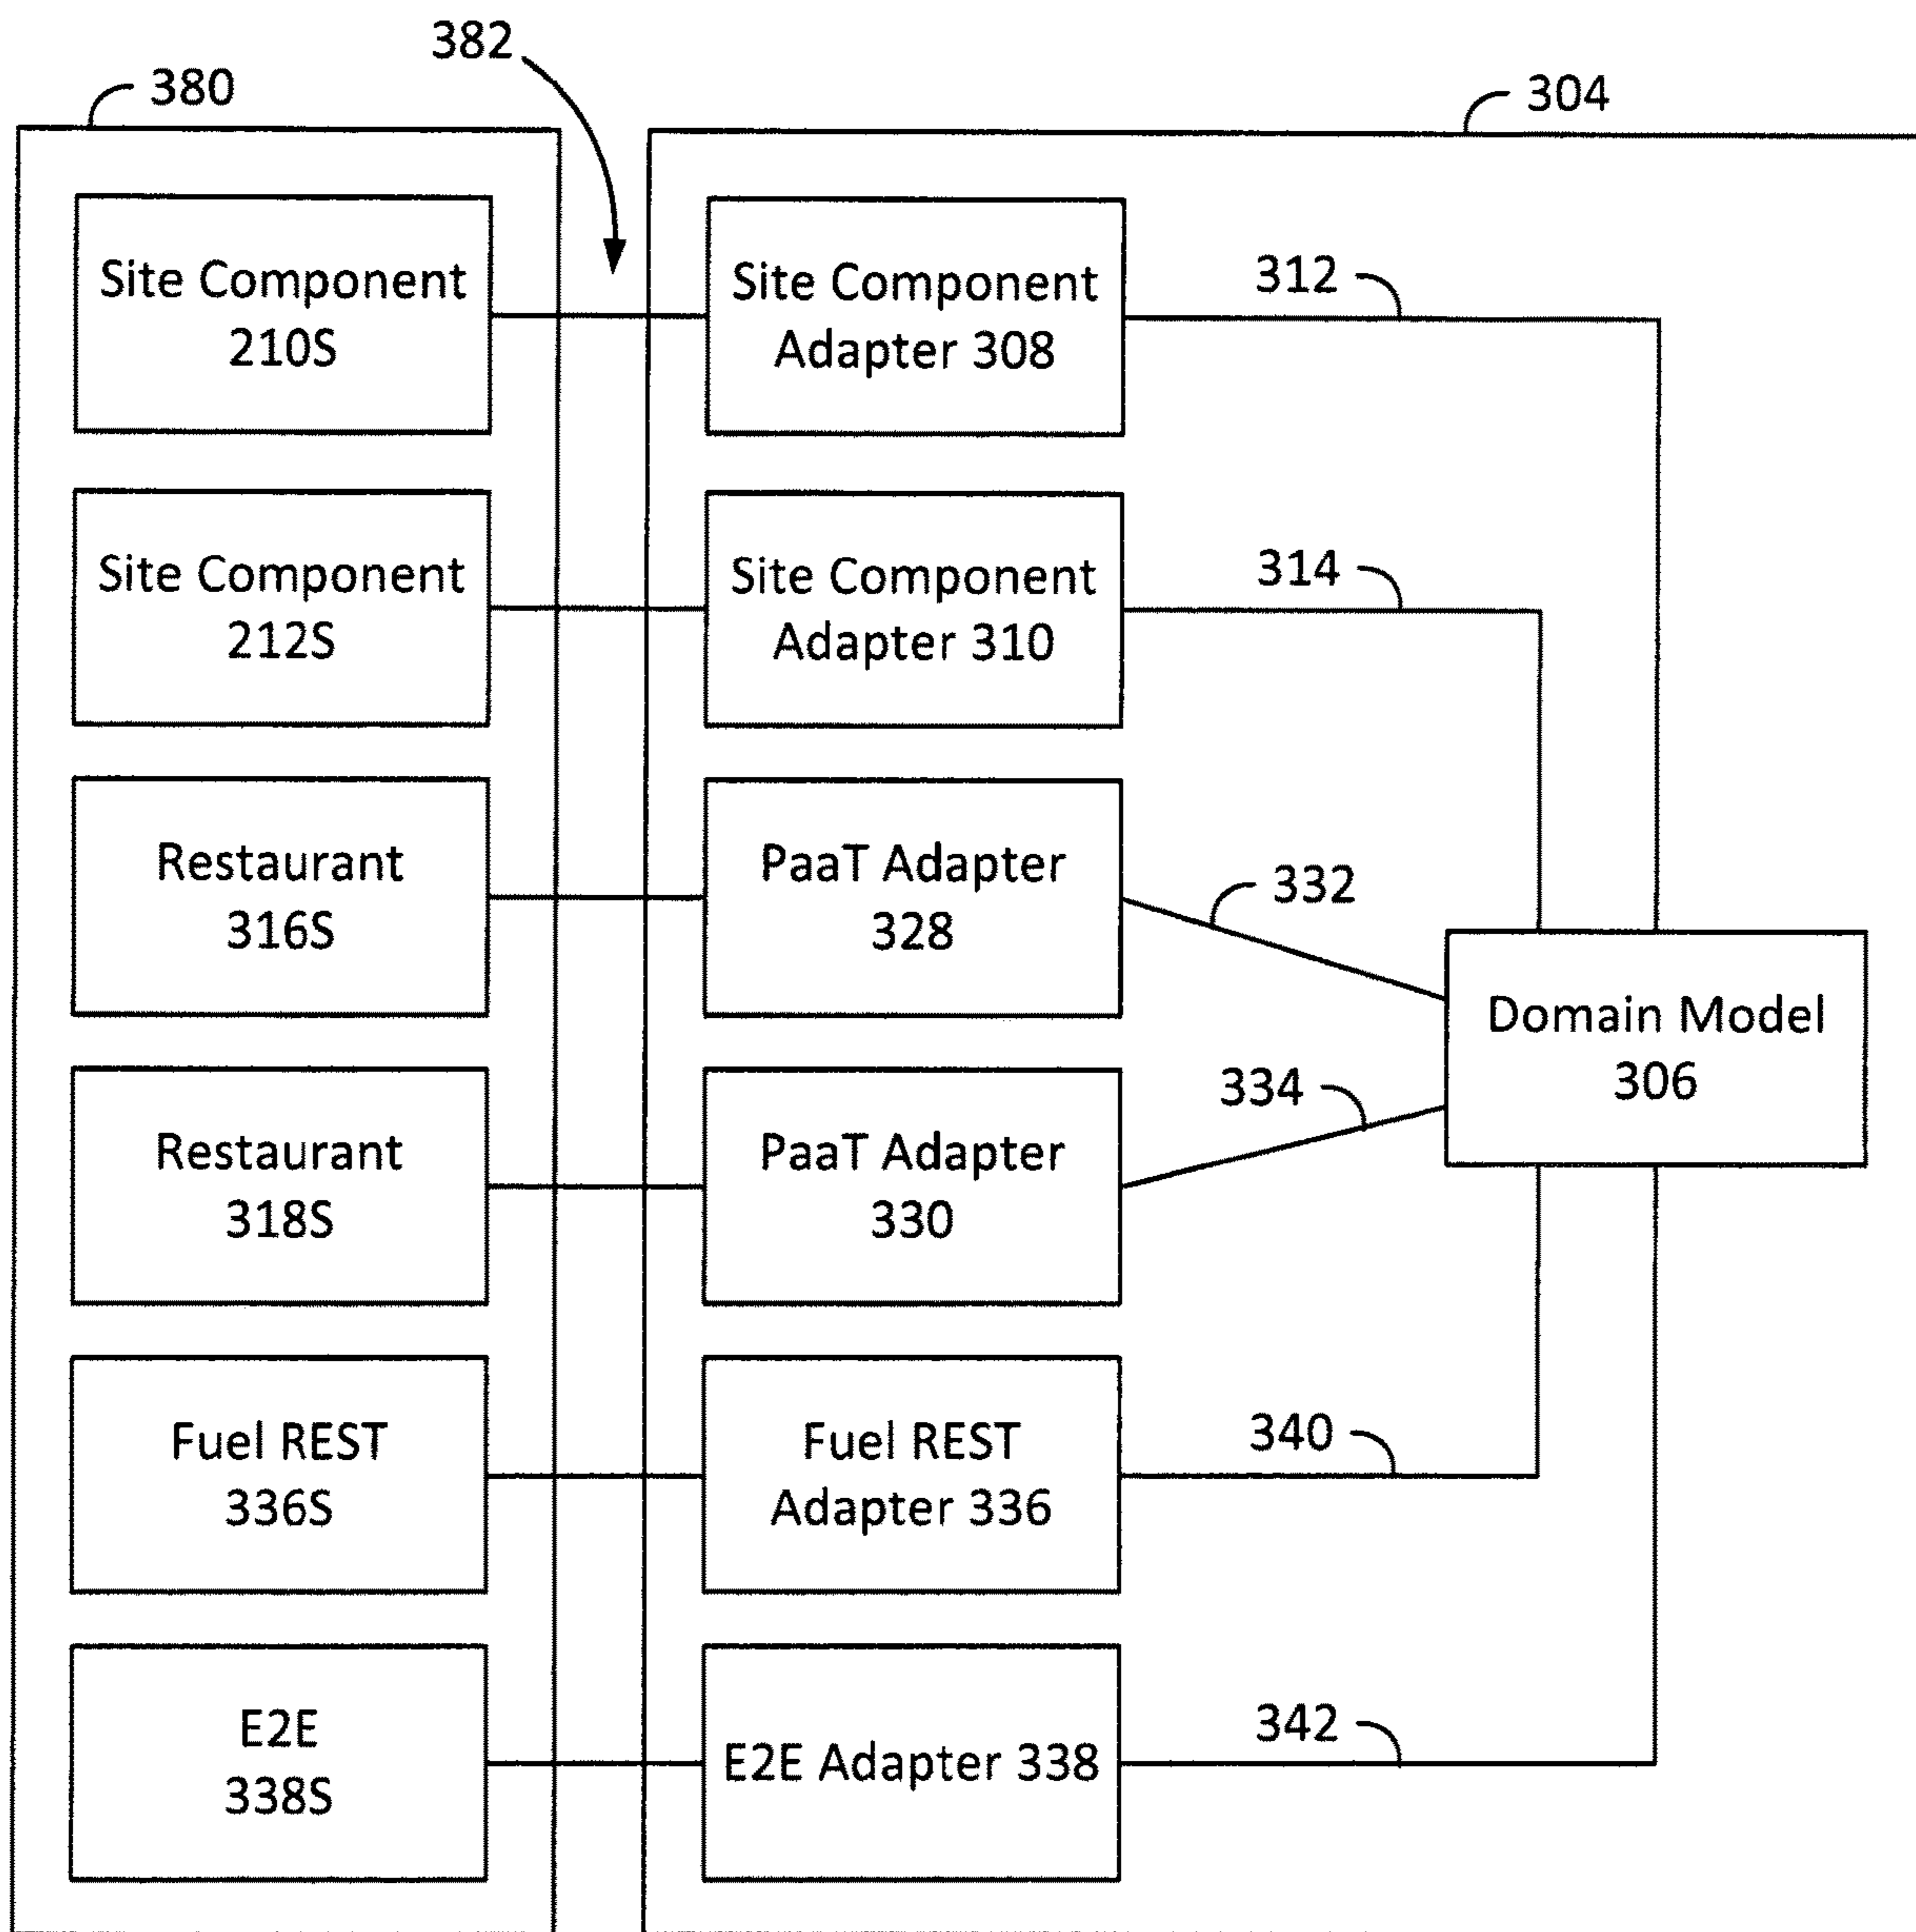 382
380
304
Site Component
210S
Site Component
Adapter 308
312
Site Component
212S
Site Component
Adapter 310
314
Restaurant
316S
PaaT Adapter
328
332
Domain Model
306
Restaurant
318S
PaaT Adapter
330
334
Fuel REST
336S
Fuel REST
Adapter 336
340
E2E
338S
E2E Adapter 338
342